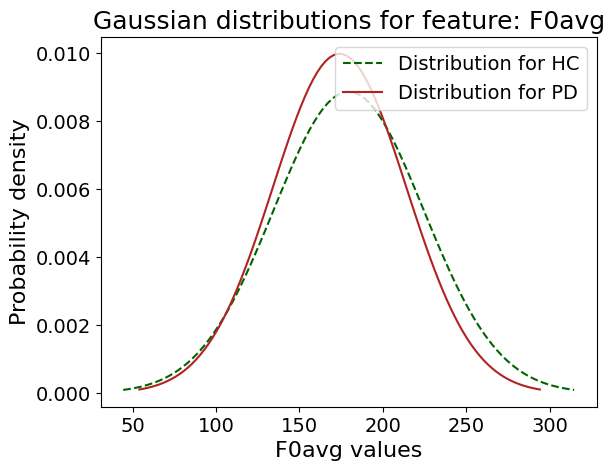 Gaussian distributions for feature: F0avg
Distribution for HC
Distribution for PD
Probability density
0.010
0.008
0.006
0.004
0.002
0.000
50 100 150 200 250 300
F0avg values